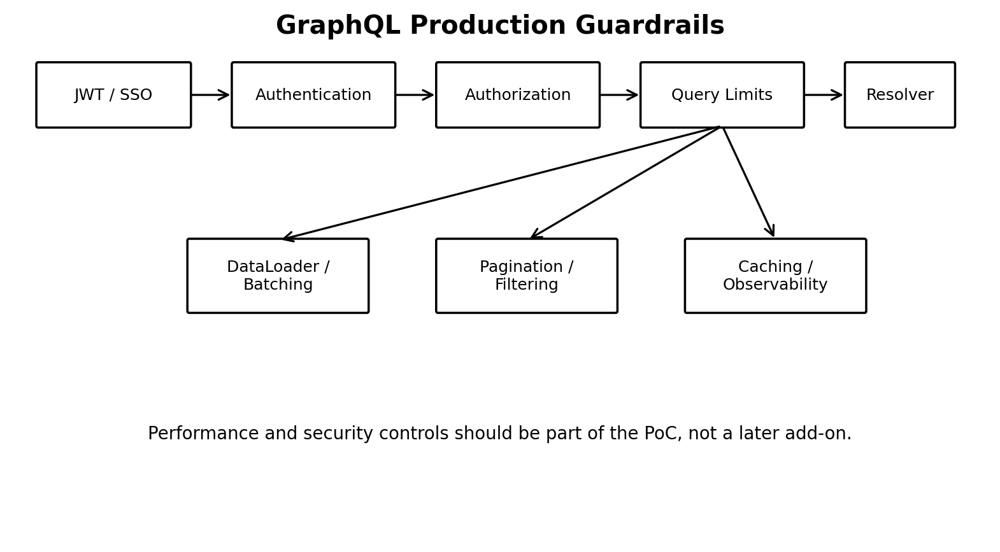 GraphQL Production Guardrails
JWT / SSO
Authentication
Authorization
Query Limits
Resolver
DataLoader /
Batching
Pagination /
Filtering
Caching /
Observability
Performance and security controls should be part of the PoC, not a later add-on.